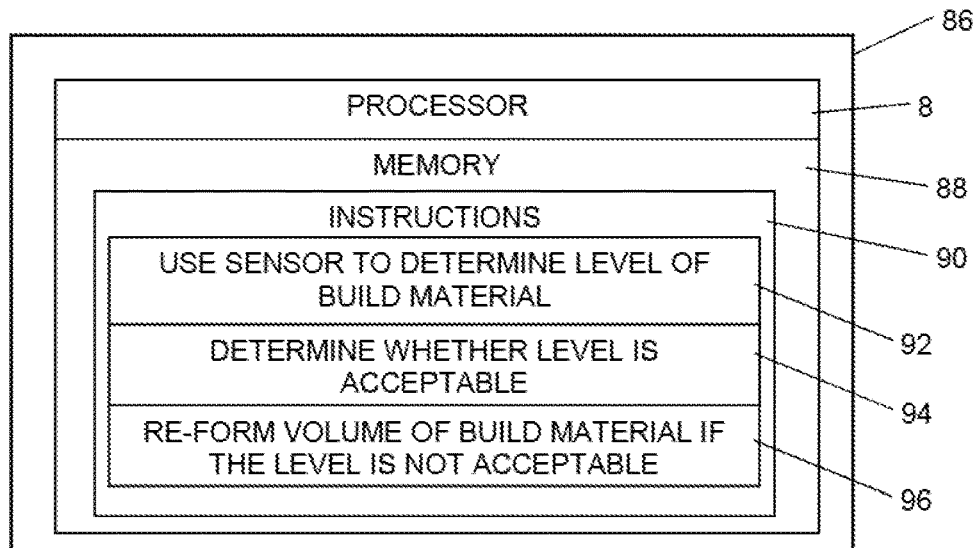 86
PROCESSOR
8
MEMORY
88
INSTRUCTIONS
90
USE SENSOR TO DETERMINE LEVEL OF
BUILD MATERIAL
92
DETERMINE WHETHER LEVEL IS
ACCEPTABLE
94
RE-FORM VOLUME OF BUILD MATERIAL IF
THE LEVEL IS NOT ACCEPTABLE
96